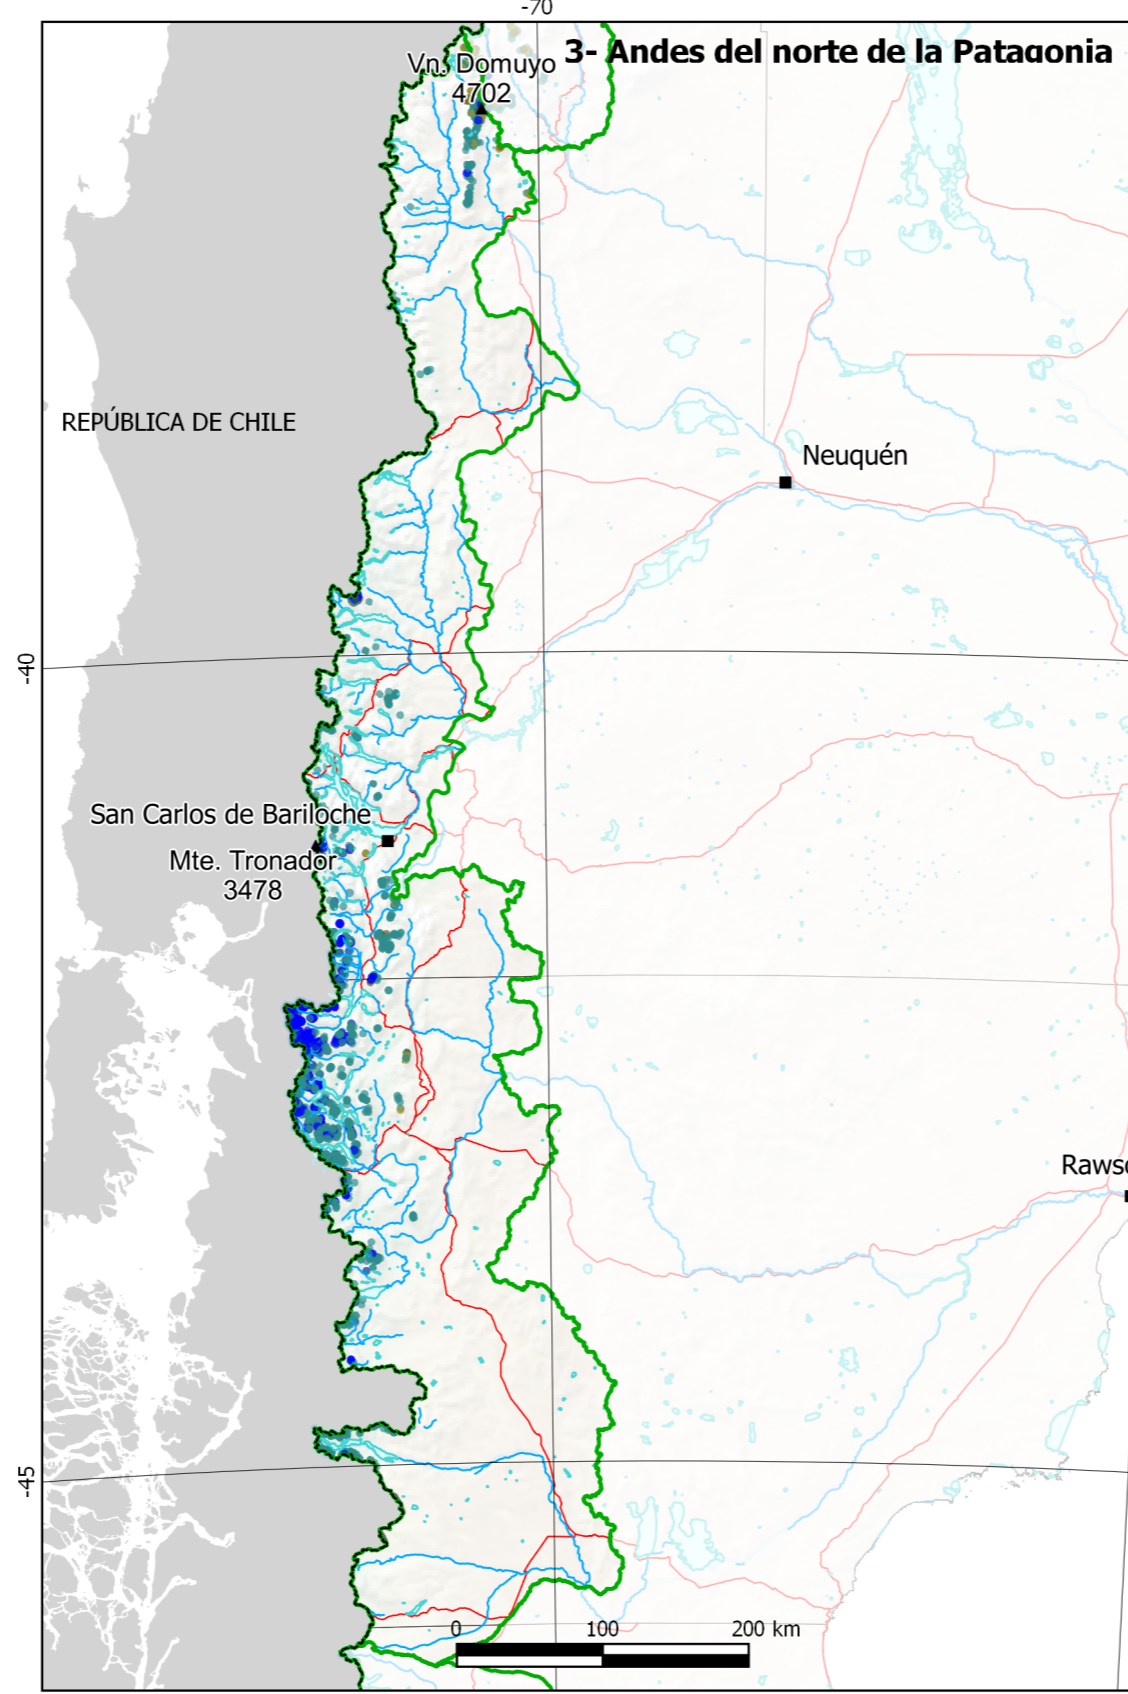 -70
3- Andes del norte de la Patagonia
Vn. Domuyo
4702
REPÚBLICA DE CHILE
Neuquén
-40
San Carlos de Bariloche
Mte. Tronador
3478
Rawso
-45
0 100 200 km